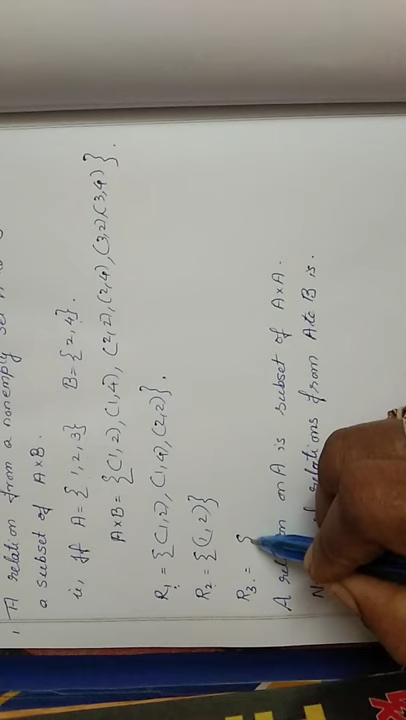 A relation from a nonempty set
a subset of A×B.
ie, If A={1,2,3} B={2,4}.
A×B={(1,2),(1,4),(2,2),(2,4),(3,2),(3,4)}.
R1={(1,2),(1,4),(2,2)}.
R2={(1,2)}
R3={
A on A is subset of A×A.
relations from A to B is.